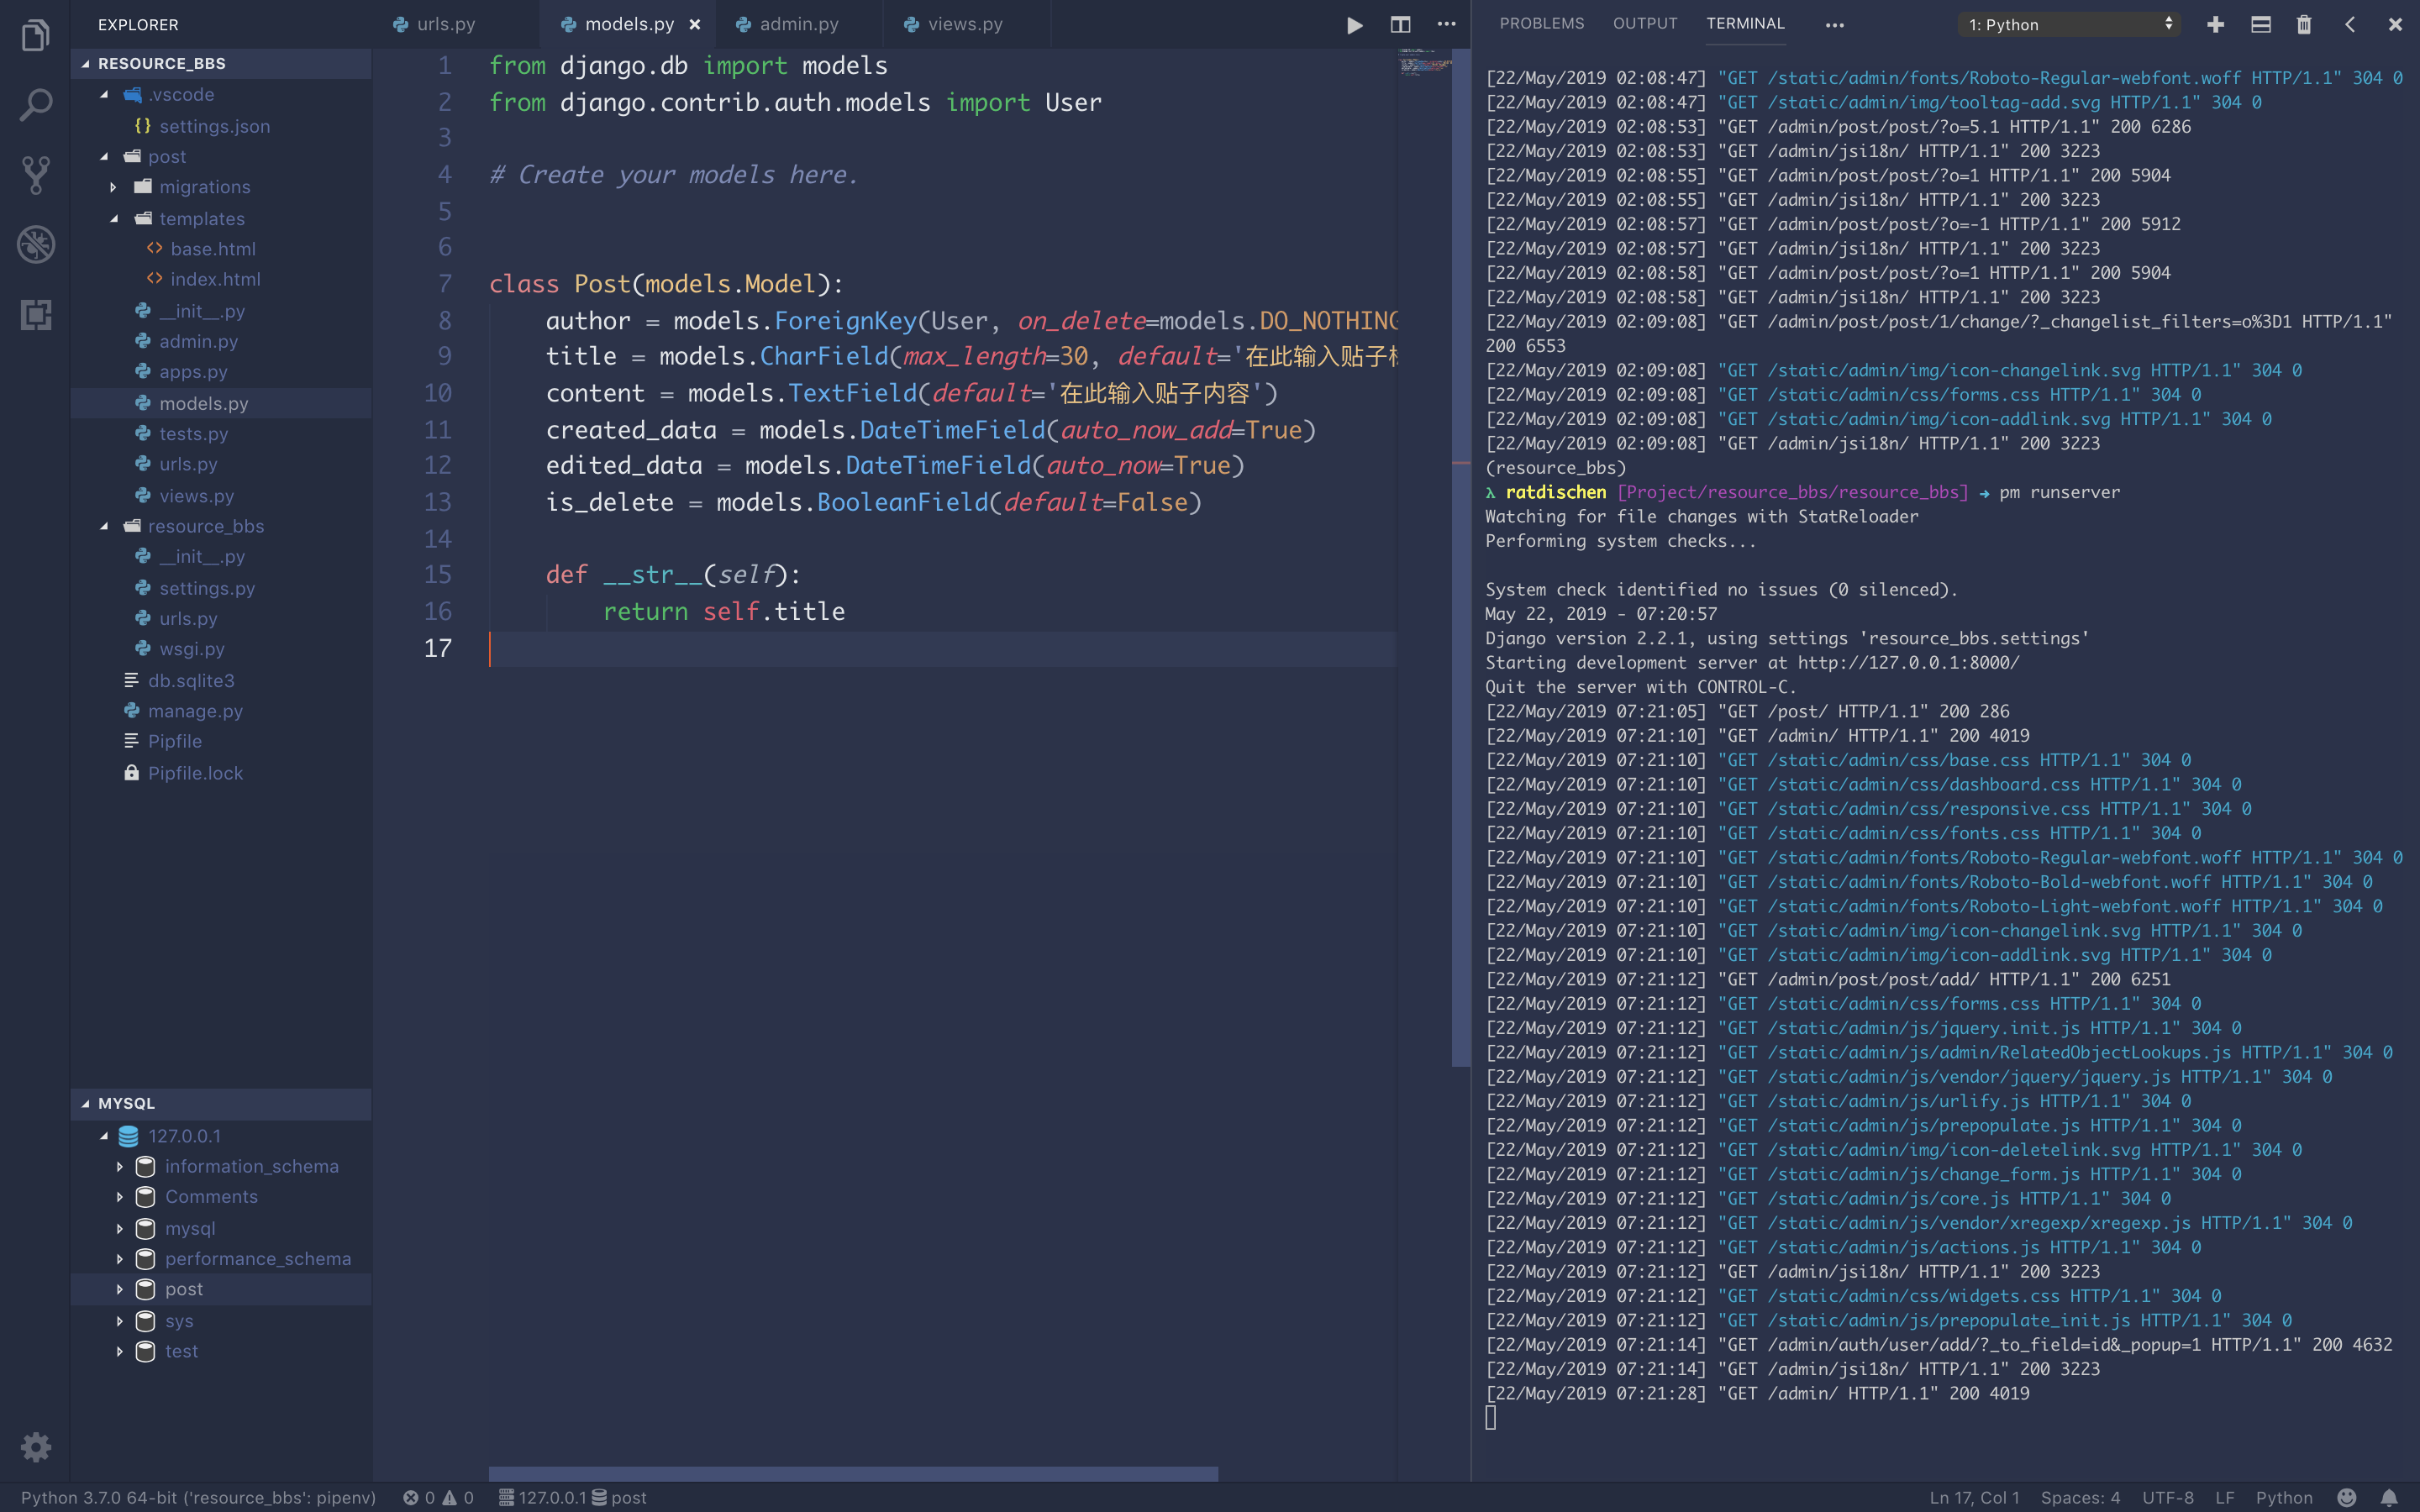 EXPLORER
RESOURCE_BBS
.vscode
{} settings.json
post
migrations
templates
<> base.html
<> index.html
__init__.py
admin.py
apps.py
models.py
tests.py
urls.py
views.py
resource_bbs
__init__.py
settings.py
urls.py
wsgi.py
db.sqlite3
manage.py
Pipfile
Pipfile.lock
MYSQL
127.0.0.1
information_schema
Comments
mysql
performance_schema
post
sys
test
urls.py models.py × admin.py views.py
1 from django.db import models
2 from django.contrib.auth.models import User
3
4 # Create your models here.
5
6
7 class Post(models.Model):
8 author = models.ForeignKey(User, on_delete=models.DO_NOTHING
9 title = models.CharField(max_length=30, default='在此输入贴子
10 content = models.TextField(default='在此输入贴子内容')
11 created_data = models.DateTimeField(auto_now_add=True)
12 edited_data = models.DateTimeField(auto_now=True)
13 is_delete = models.BooleanField(default=False)
14
15 def __str__(self):
16 return self.title
17
PROBLEMS OUTPUT TERMINAL ••• 1: Python
[22/May/2019 02:08:47] "GET /static/admin/fonts/Roboto-Regular-webfont.woff HTTP/1.1" 304 0
[22/May/2019 02:08:47] "GET /static/admin/img/tooltag-add.svg HTTP/1.1" 304 0
[22/May/2019 02:08:53] "GET /admin/post/post/?o=5.1 HTTP/1.1" 200 6286
[22/May/2019 02:08:53] "GET /admin/jsi18n/ HTTP/1.1" 200 3223
[22/May/2019 02:08:55] "GET /admin/post/post/?o=1 HTTP/1.1" 200 5904
[22/May/2019 02:08:55] "GET /admin/jsi18n/ HTTP/1.1" 200 3223
[22/May/2019 02:08:57] "GET /admin/post/post/?o=-1 HTTP/1.1" 200 5912
[22/May/2019 02:08:57] "GET /admin/jsi18n/ HTTP/1.1" 200 3223
[22/May/2019 02:08:58] "GET /admin/post/post/?o=1 HTTP/1.1" 200 5904
[22/May/2019 02:08:58] "GET /admin/jsi18n/ HTTP/1.1" 200 3223
[22/May/2019 02:09:08] "GET /admin/post/post/1/change/?_changelist_filters=o%3D1 HTTP/1.1"
200 6553
[22/May/2019 02:09:08] "GET /static/admin/img/icon-changelink.svg HTTP/1.1" 304 0
[22/May/2019 02:09:08] "GET /static/admin/css/forms.css HTTP/1.1" 304 0
[22/May/2019 02:09:08] "GET /static/admin/img/icon-addlink.svg HTTP/1.1" 304 0
[22/May/2019 02:09:08] "GET /admin/jsi18n/ HTTP/1.1" 200 3223
(resource_bbs)
λ ratdischen [Project/resource_bbs/resource_bbs] → pm runserver
Watching for file changes with StatReloader
Performing system checks...
System check identified no issues (0 silenced).
May 22, 2019 - 07:20:57
Django version 2.2.1, using settings 'resource_bbs.settings'
Starting development server at http://127.0.0.1:8000/
Quit the server with CONTROL-C.
[22/May/2019 07:21:05] "GET /post/ HTTP/1.1" 200 286
[22/May/2019 07:21:10] "GET /admin/ HTTP/1.1" 200 4019
[22/May/2019 07:21:10] "GET /static/admin/css/base.css HTTP/1.1" 304 0
[22/May/2019 07:21:10] "GET /static/admin/css/dashboard.css HTTP/1.1" 304 0
[22/May/2019 07:21:10] "GET /static/admin/css/responsive.css HTTP/1.1" 304 0
[22/May/2019 07:21:10] "GET /static/admin/css/fonts.css HTTP/1.1" 304 0
[22/May/2019 07:21:10] "GET /static/admin/fonts/Roboto-Regular-webfont.woff HTTP/1.1" 304 0
[22/May/2019 07:21:10] "GET /static/admin/fonts/Roboto-Bold-webfont.woff HTTP/1.1" 304 0
[22/May/2019 07:21:10] "GET /static/admin/fonts/Roboto-Light-webfont.woff HTTP/1.1" 304 0
[22/May/2019 07:21:10] "GET /static/admin/img/icon-changelink.svg HTTP/1.1" 304 0
[22/May/2019 07:21:10] "GET /static/admin/img/icon-addlink.svg HTTP/1.1" 304 0
[22/May/2019 07:21:12] "GET /admin/post/post/add/ HTTP/1.1" 200 6251
[22/May/2019 07:21:12] "GET /static/admin/css/forms.css HTTP/1.1" 304 0
[22/May/2019 07:21:12] "GET /static/admin/js/jquery.init.js HTTP/1.1" 304 0
[22/May/2019 07:21:12] "GET /static/admin/js/admin/RelatedObjectLookups.js HTTP/1.1" 304 0
[22/May/2019 07:21:12] "GET /static/admin/js/vendor/jquery/jquery.js HTTP/1.1" 304 0
[22/May/2019 07:21:12] "GET /static/admin/js/urlify.js HTTP/1.1" 304 0
[22/May/2019 07:21:12] "GET /static/admin/js/prepopulate.js HTTP/1.1" 304 0
[22/May/2019 07:21:12] "GET /static/admin/img/icon-deletelink.svg HTTP/1.1" 304 0
[22/May/2019 07:21:12] "GET /static/admin/js/change_form.js HTTP/1.1" 304 0
[22/May/2019 07:21:12] "GET /static/admin/js/core.js HTTP/1.1" 304 0
[22/May/2019 07:21:12] "GET /static/admin/js/vendor/xregexp/xregexp.js HTTP/1.1" 304 0
[22/May/2019 07:21:12] "GET /static/admin/js/actions.js HTTP/1.1" 304 0
[22/May/2019 07:21:12] "GET /admin/jsi18n/ HTTP/1.1" 200 3223
[22/May/2019 07:21:12] "GET /static/admin/css/widgets.css HTTP/1.1" 304 0
[22/May/2019 07:21:12] "GET /static/admin/js/prepopulate_init.js HTTP/1.1" 304 0
[22/May/2019 07:21:14] "GET /admin/auth/user/add/?_to_field=id&_popup=1 HTTP/1.1" 200 4632
[22/May/2019 07:21:14] "GET /admin/jsi18n/ HTTP/1.1" 200 3223
[22/May/2019 07:21:28] "GET /admin/ HTTP/1.1" 200 4019
Python 3.7.0 64-bit ('resource_bbs': pipenv) 0 0 127.0.0.1 post Ln 17, Col 1 Spaces: 4 UTF-8 LF Python